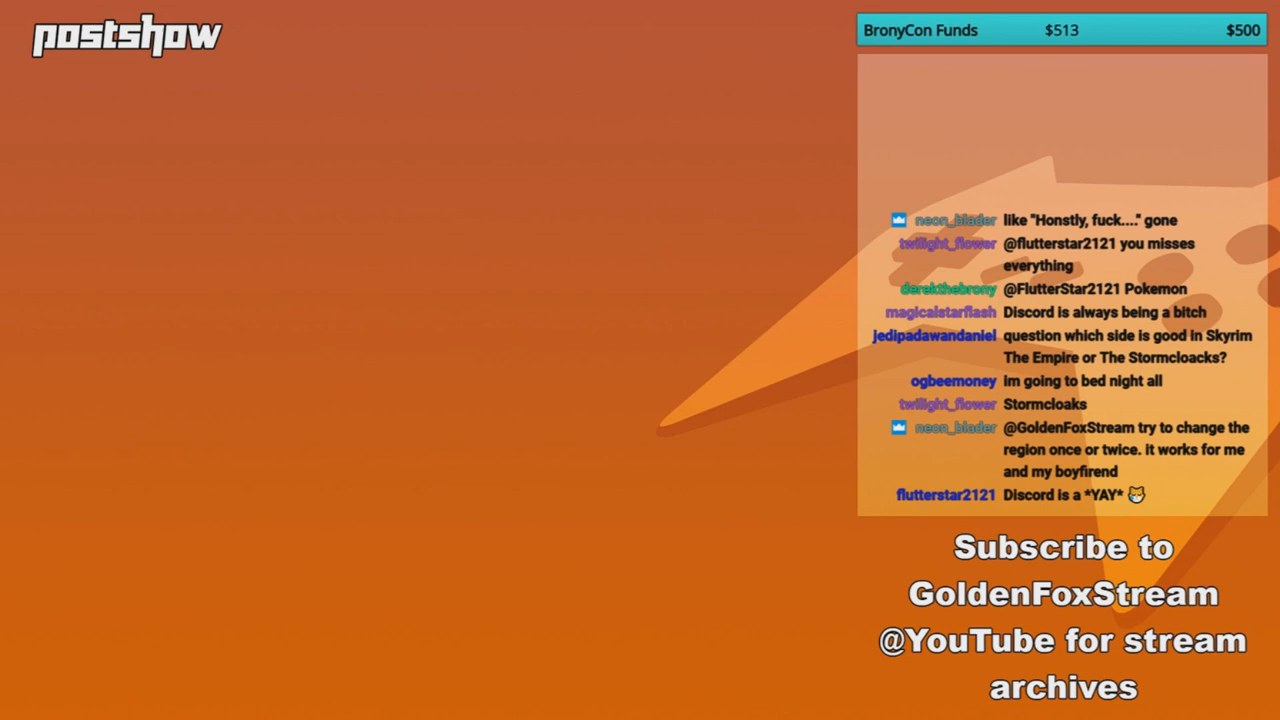 postshow
BronyCon Funds $513 $500
neon_blader like "Honstly, fuck...." gone
twilight_flower @flutterstar2121 you misses
everything
derekthebrony @FlutterStar2121 Pokemon
magicalstarflash Discord is always being a bitch
jedipadawandaniel question which side is good in Skyrim
The Empire or The Stormcloacks?
ogbeemoney im going to bed night all
twilight_flower Stormcloaks
neon_blader @GoldenFoxStream try to change the
region once or twice. it works for me
and my boyfirend
flutterstar2121 Discord is a *YAY*
Subscribe to
GoldenFoxStream
@YouTube for stream
archives